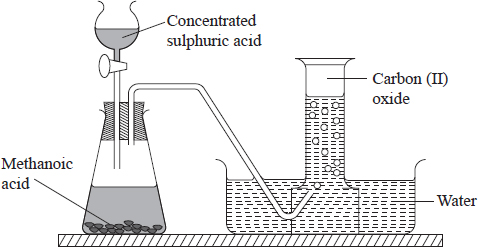 Concentrated
sulphuric acid
Carbon (II)
oxide
Methanoic
acid
Water